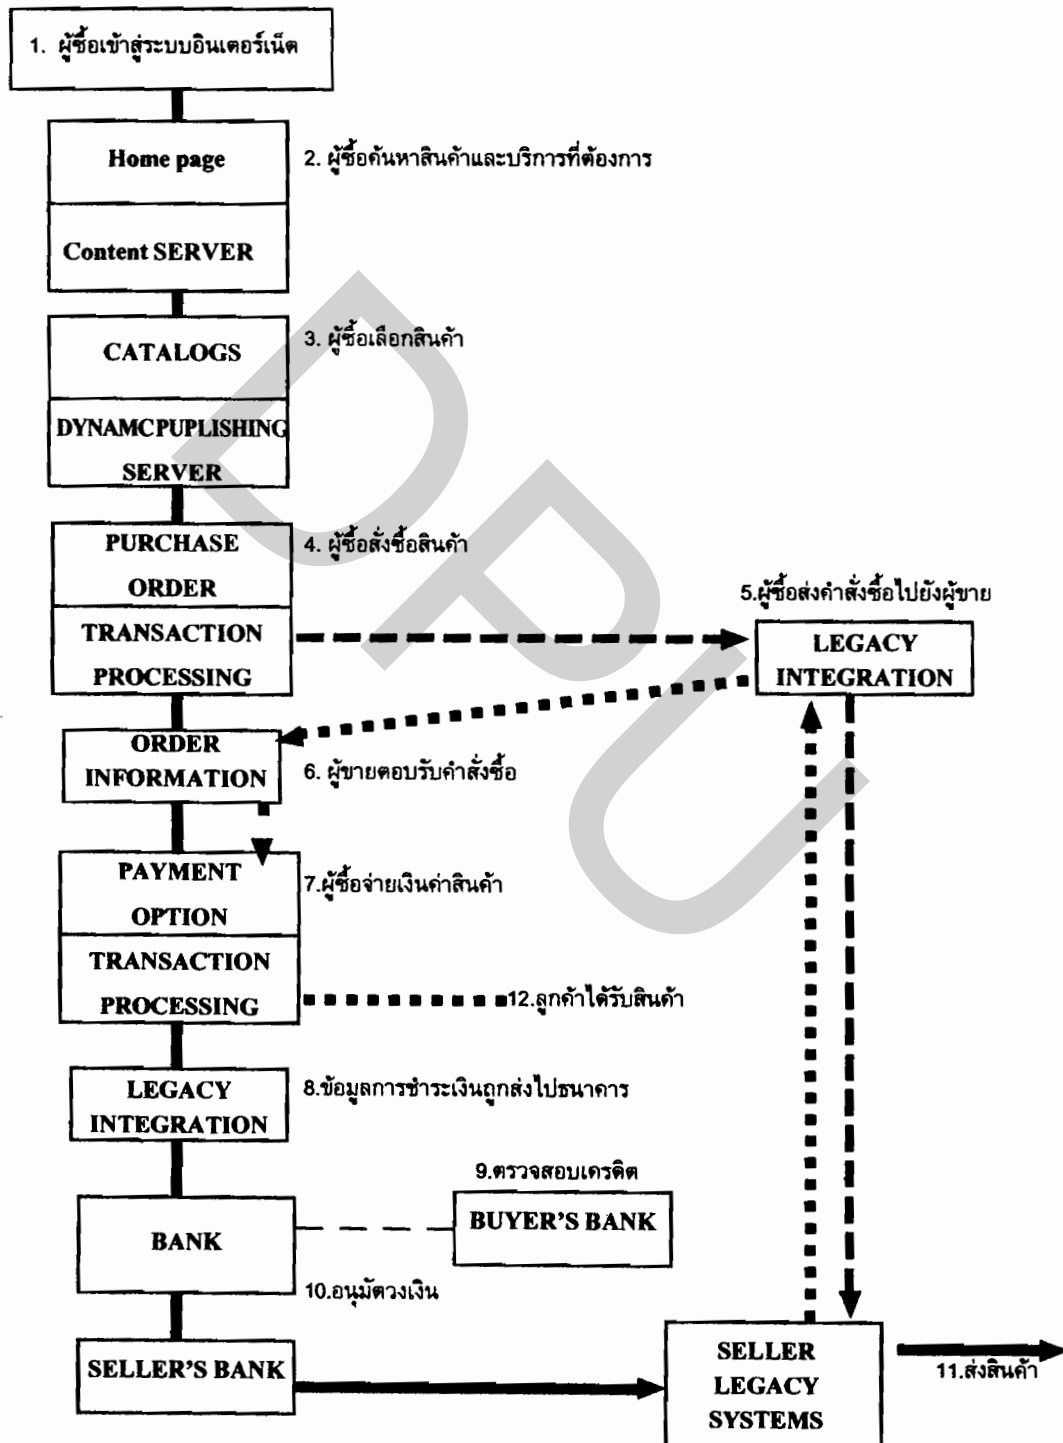 1. ผู้ซื้อเข้าสู่ระบบอินเตอร์เน็ต
Home page
2. ผู้ซื้อค้นหาสินค้าและบริการที่ต้องการ
Content SERVER
CATALOGS
3. ผู้ซื้อเลือกสินค้า
DYNAMCPUPLISHING
SERVER
PURCHASE
ORDER
4. ผู้ซื้อสั่งซื้อสินค้า
TRANSACTION
PROCESSING
5.ผู้ซื้อส่งคำสั่งซื้อไปยังผู้ขาย
LEGACY
INTEGRATION
ORDER
INFORMATION
6. ผู้ขายตอบรับคำสั่งซื้อ
PAYMENT
OPTION
7.ผู้ซื้อจ่ายเงินค่าสินค้า
TRANSACTION
PROCESSING
12.ลูกค้าได้รับสินค้า
LEGACY
INTEGRATION
8.ข้อมูลการชำระเงินถูกส่งไปธนาคาร
9.ตรวจสอบเครดิต
BUYER'S BANK
BANK
10.อนุมัตวงเงิน
SELLER'S BANK
SELLER
LEGACY
SYSTEMS
11.ส่งสินค้า
DPU